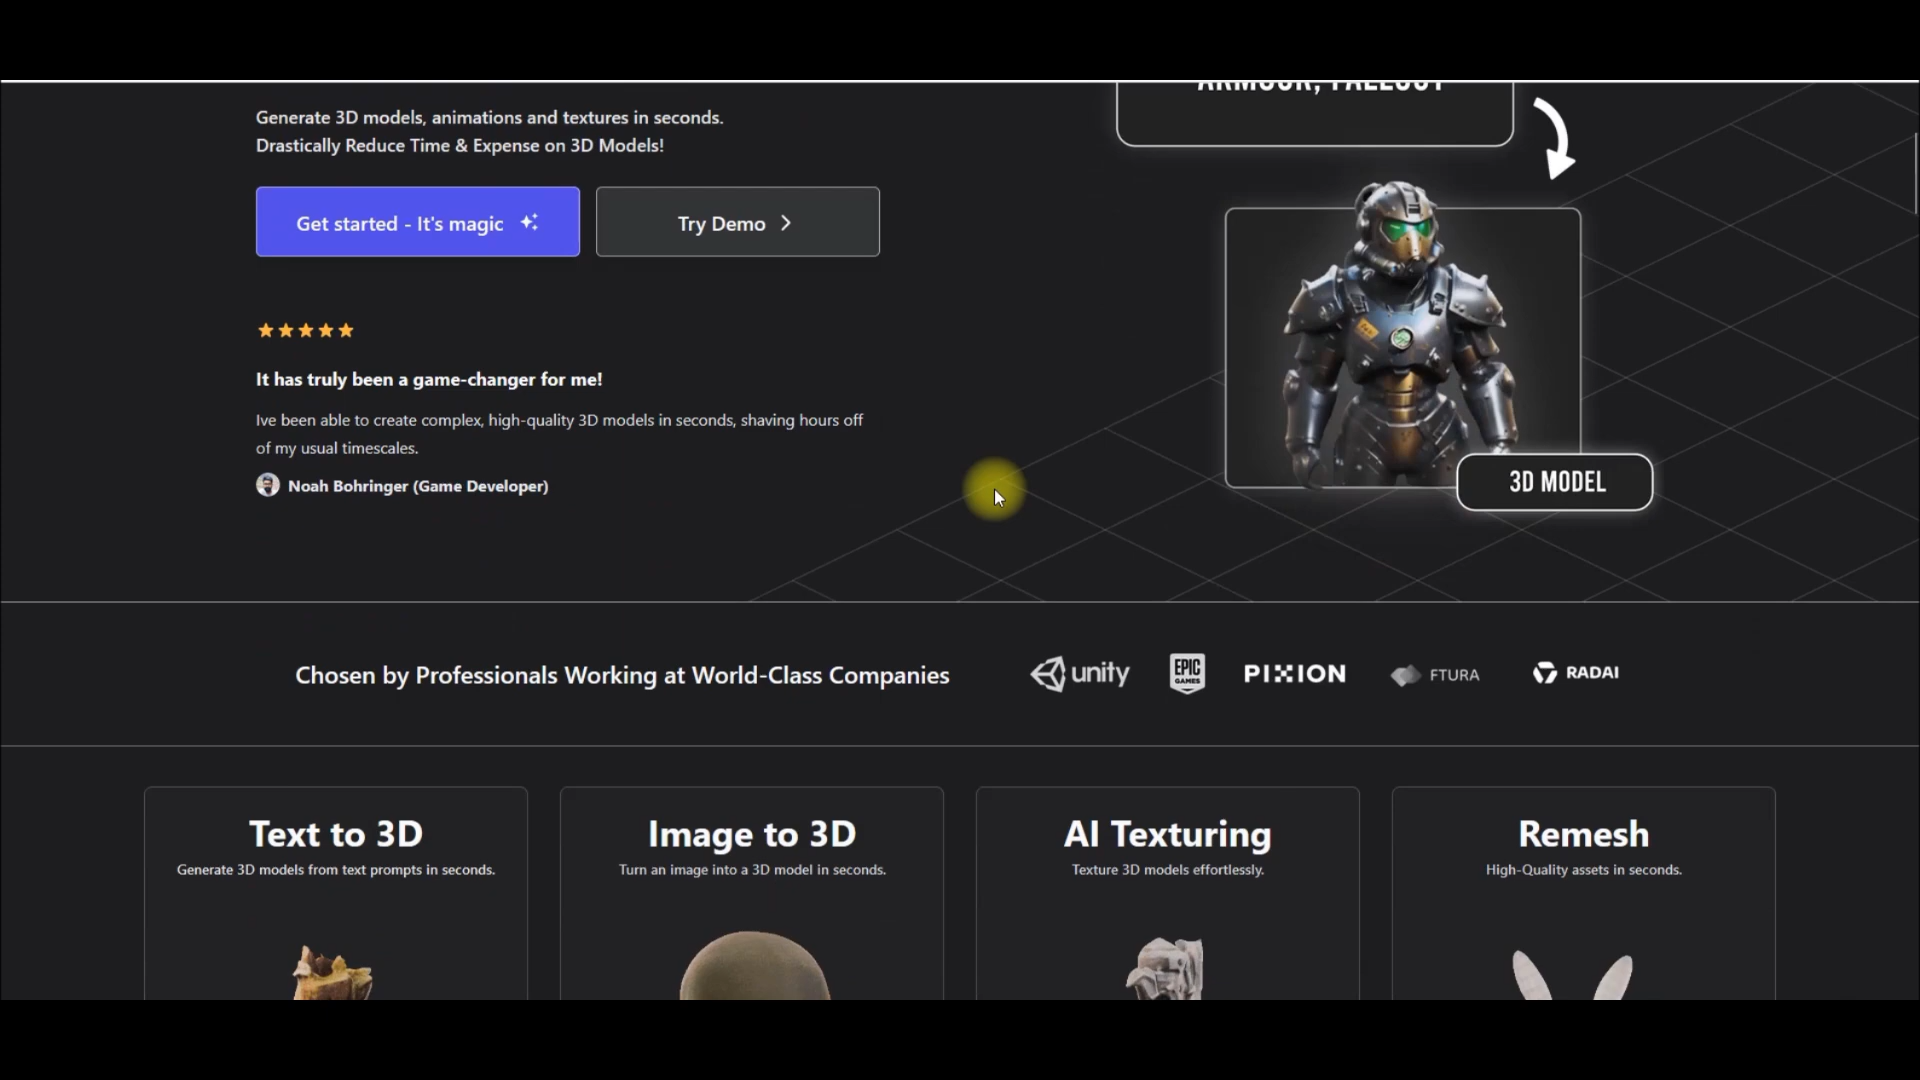 ARMOUR, FALLOUT
Generate 3D models, animations and textures in seconds.
Drastically Reduce Time & Expense on 3D Models!
Get started - It's magic
Try Demo
It has truly been a game-changer for me!
Ive been able to create complex, high-quality 3D models in seconds, shaving hours off
of my usual timescales.
Noah Bohringer (Game Developer)
3D MODEL
Chosen by Professionals Working at World-Class Companies
unity
EPIC
GAMES
PIXION
FTURA
RADAI
Text to 3D
Generate 3D models from text prompts in seconds.
Image to 3D
Turn an image into a 3D model in seconds.
AI Texturing
Texture 3D models effortlessly.
Remesh
High-Quality assets in seconds.